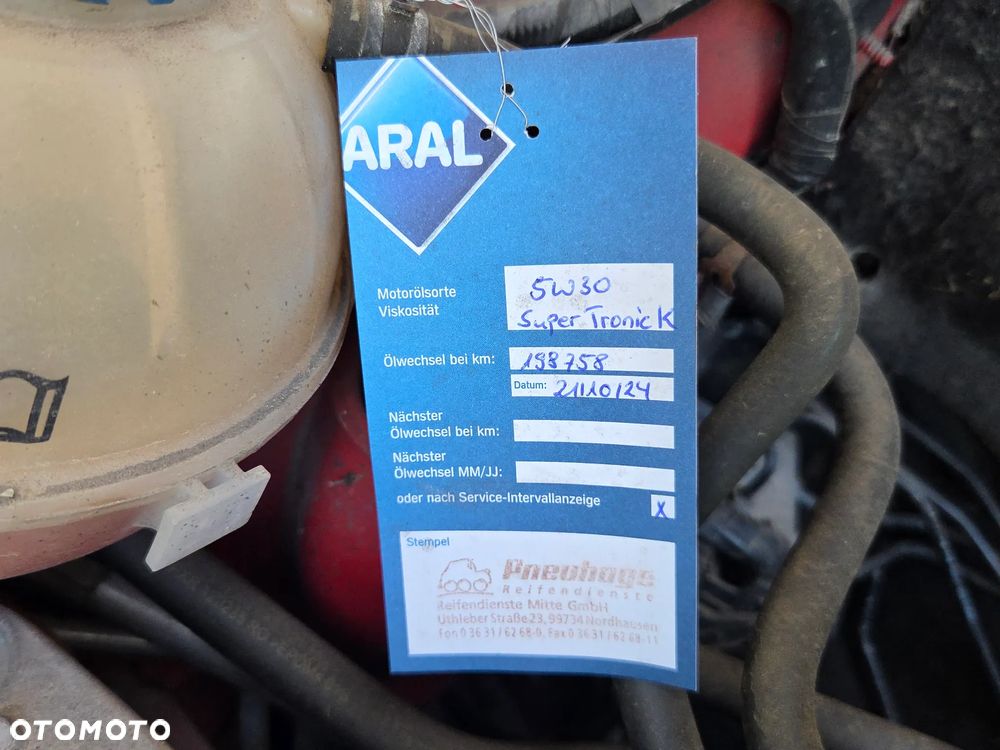 ARAL
Motorölsorte
Viskosität
5W30
Super Tronic K
Ölwechsel bei km:
198758
Datum: 21/10/24
Nächster
Ölwechsel bei km:
Nächster
Ölwechsel MM/JJ:
oder nach Service-Intervallanzeige
X
Stempel
Pneuhage
Reifendienste
Reifendienste Mitte GmbH
Uthleber Straße 23, 99734 Nordhausen
Fon 0 36 31 / 62 68-0, Fax 0 36 31 / 62 68-11
OTOMOTO